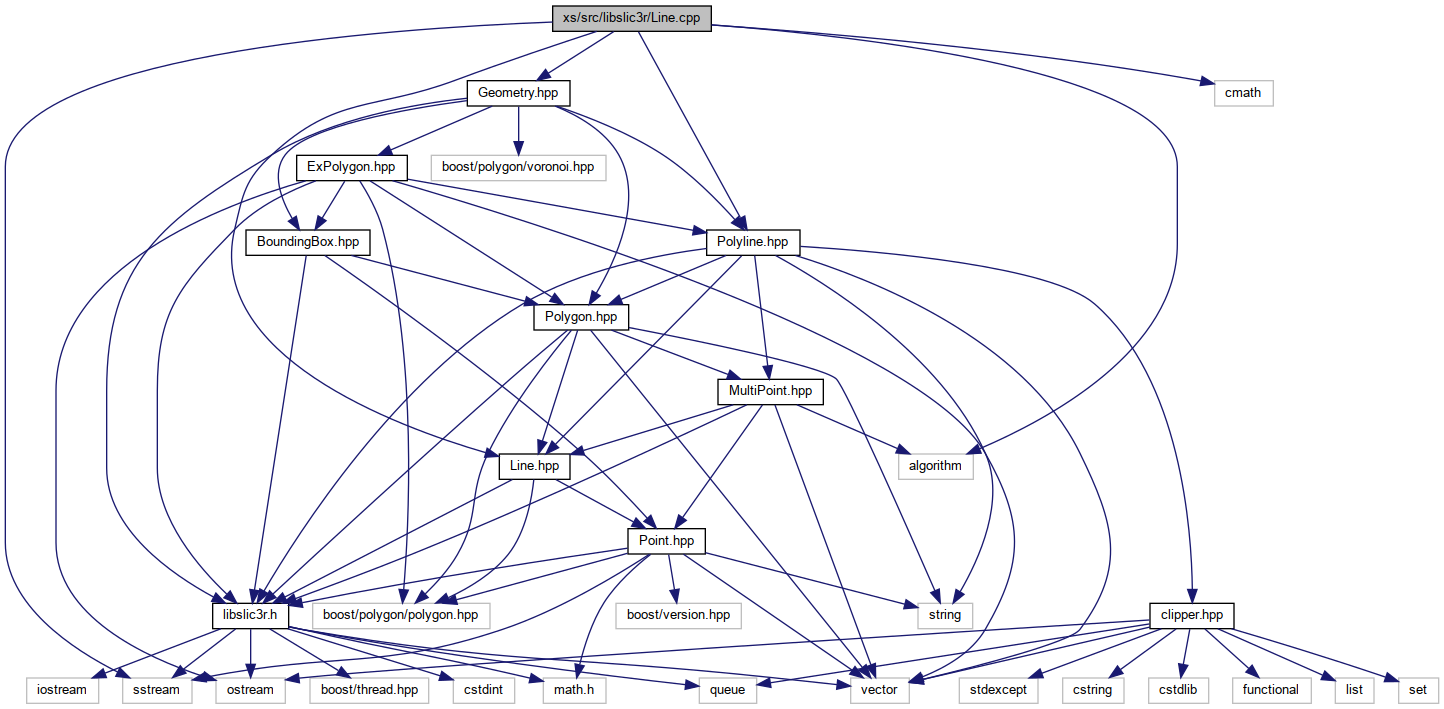 xs/src/libslic3r/Line.cpp
Geometry.hpp
cmath
ExPolygon.hpp
boost/polygon/voronoi.hpp
BoundingBox.hpp
Polyline.hpp
Polygon.hpp
MultiPoint.hpp
Line.hpp
algorithm
Point.hpp
libslic3r.h
boost/polygon/polygon.hpp
boost/version.hpp
string
clipper.hpp
iostream
sstream
ostream
boost/thread.hpp
cstdint
math.h
queue
vector
stdexcept
cstring
cstdlib
functional
list
set